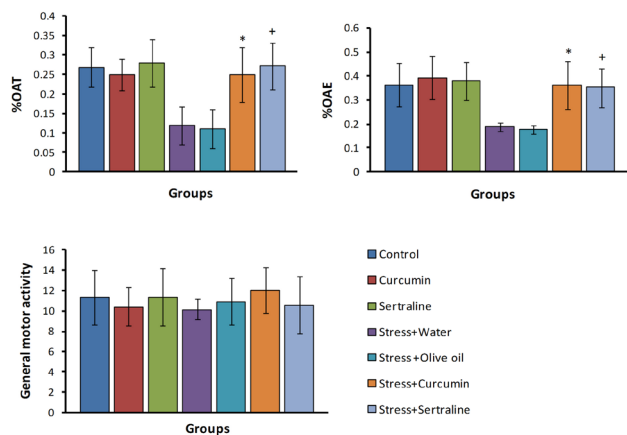 %OAT
0.4
0.35
0.3
0.25
0.2
0.15
0.1
0.05
0
*
+
Groups
%OAE
0.5
0.4
0.3
0.2
0.1
0
*
+
Groups
General motor activity
16
14
12
10
8
6
4
2
0
Groups
Control
Curcumin
Sertraline
Stress+Water
Stress+Olive oil
Stress+Curcumin
Stress+Sertraline